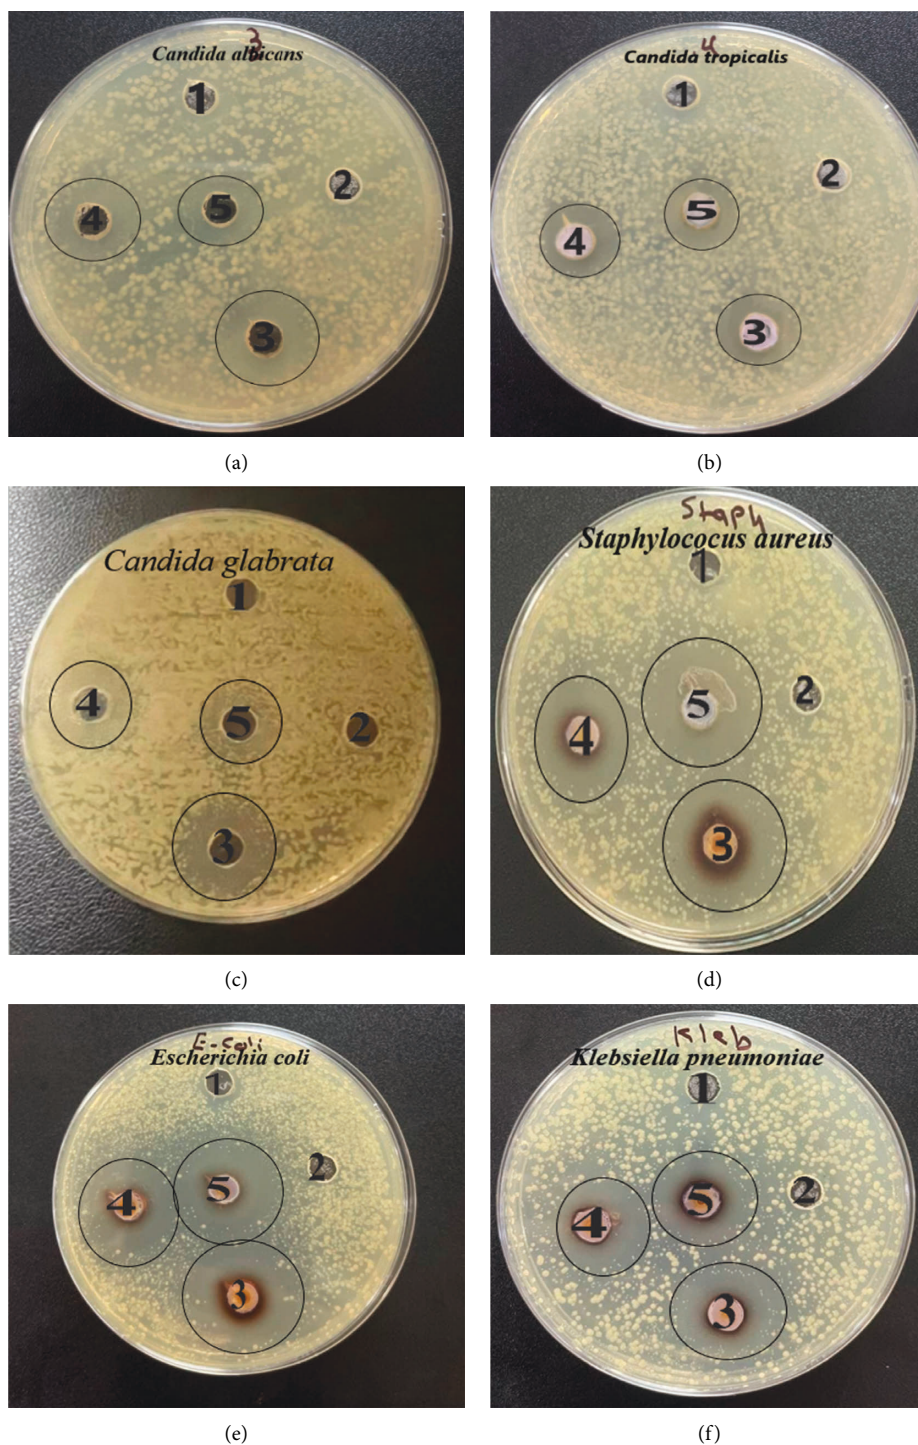 3
Candida albicans
1
2
4
5
3
(a)
4
Candida tropicalis
1
2
5
4
3
(b)
Candida glabrata
1
4
5
2
3
(c)
Staph
Staphylococus aureus
1
2
5
4
3
(d)
E-coli
Escherichia coli
1
2
5
4
3
(e)
Kleb
Klebsiella pneumoniae
1
2
5
4
3
(f)